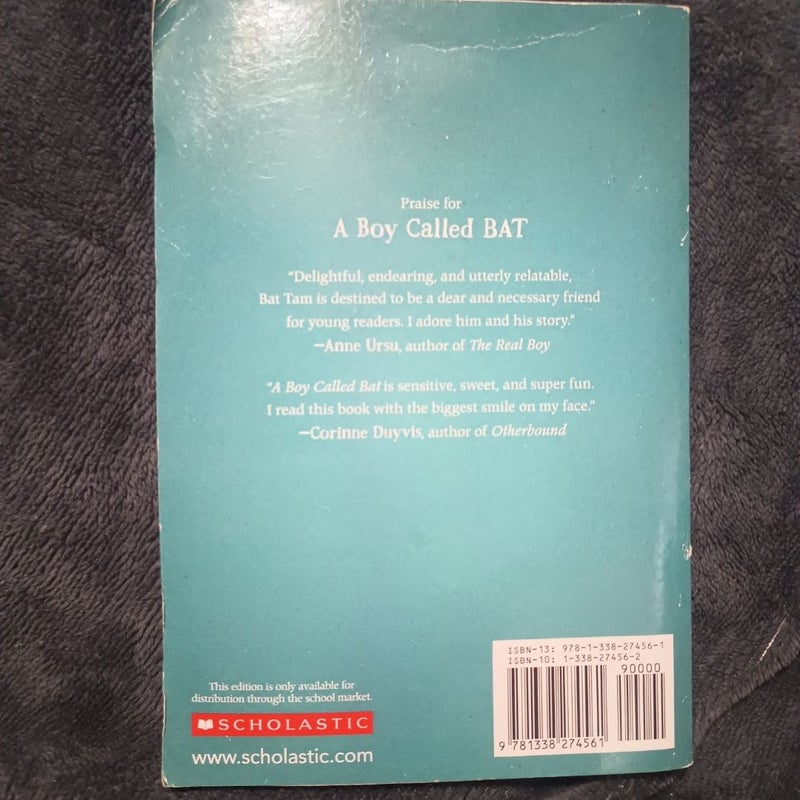 Praise for
A Boy Called BAT
"Delightful, endearing, and utterly relatable,
Bat Tam is destined to be a dear and necessary friend
for young readers. I adore him and his story."
—Anne Ursu, author of The Real Boy
"A Boy Called Bat is sensitive, sweet, and super fun.
I read this book with the biggest smile on my face."
—Corinne Duyvis, author of Otherbound
ISBN-13: 978-1-338-27456-1
ISBN-10: 1-338-27456-2
90000
9 781338 274561
This edition is only available for
distribution through the school market.
SCHOLASTIC
www.scholastic.com